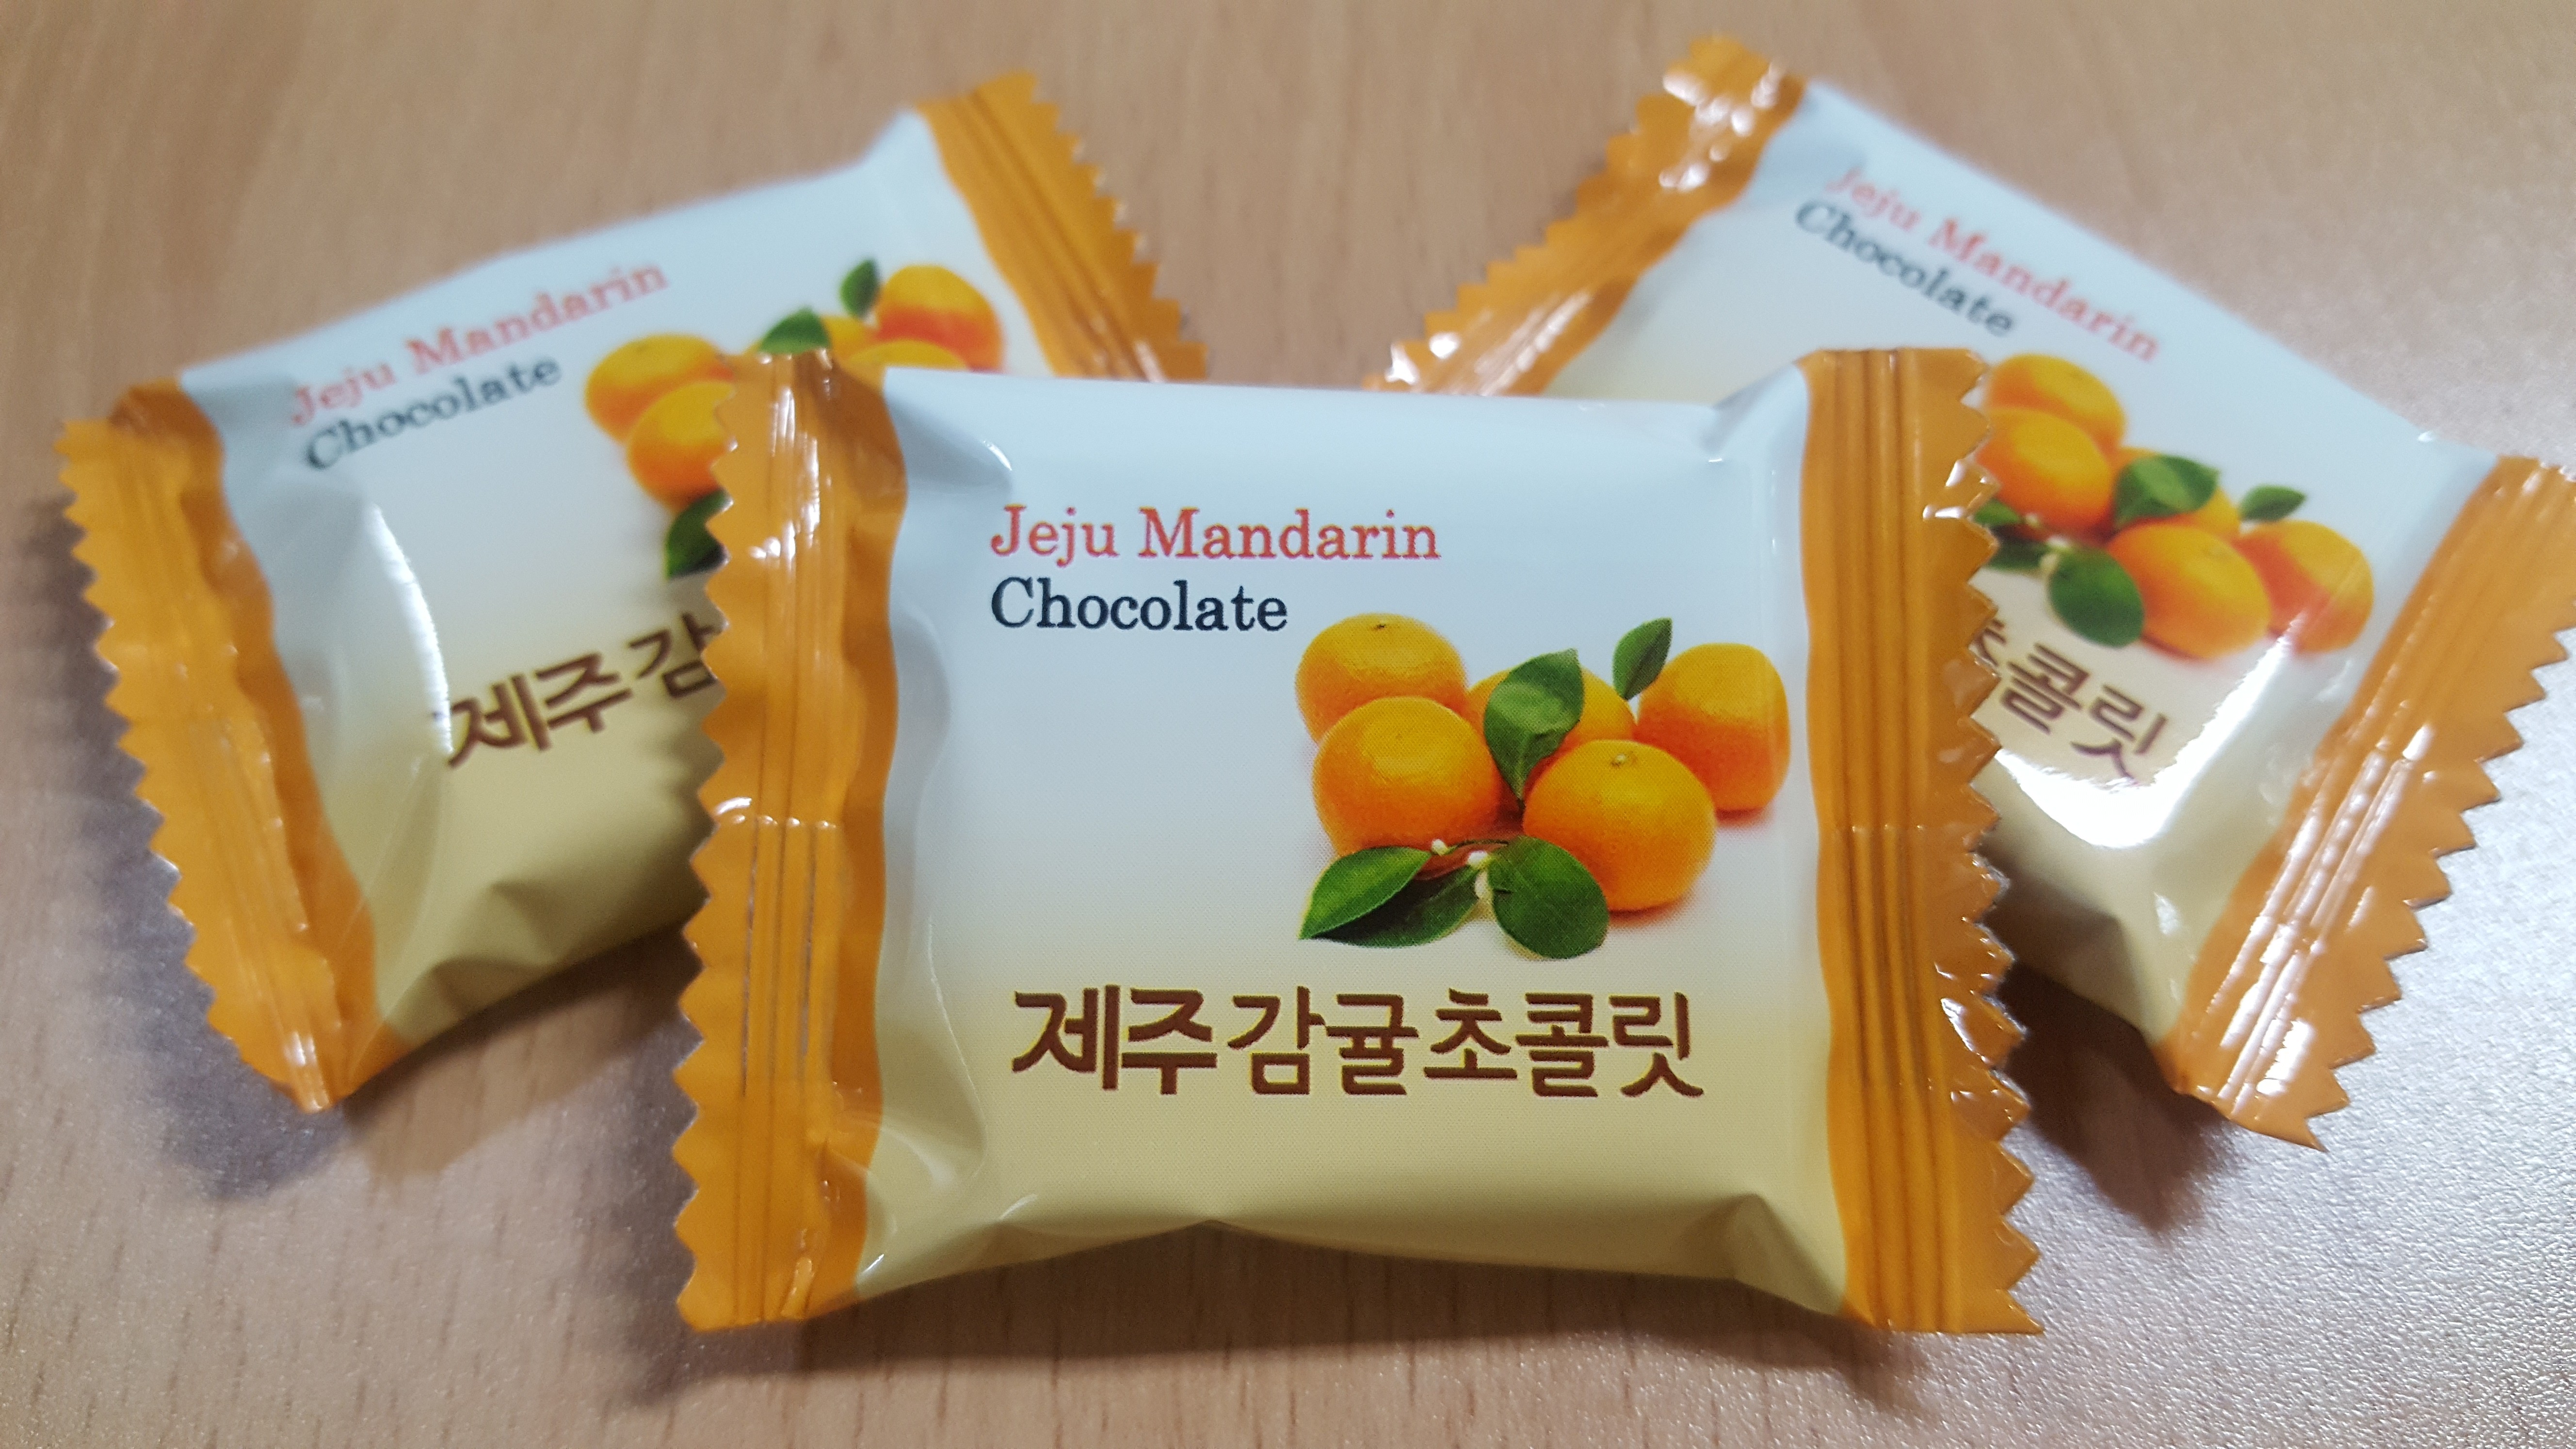 Jeju Mandarin
Chocolate
제주 감
Jeju Mandarin
Chocolate
제주 감귤 초콜릿
Jeju Mandarin
Chocolate
초콜릿